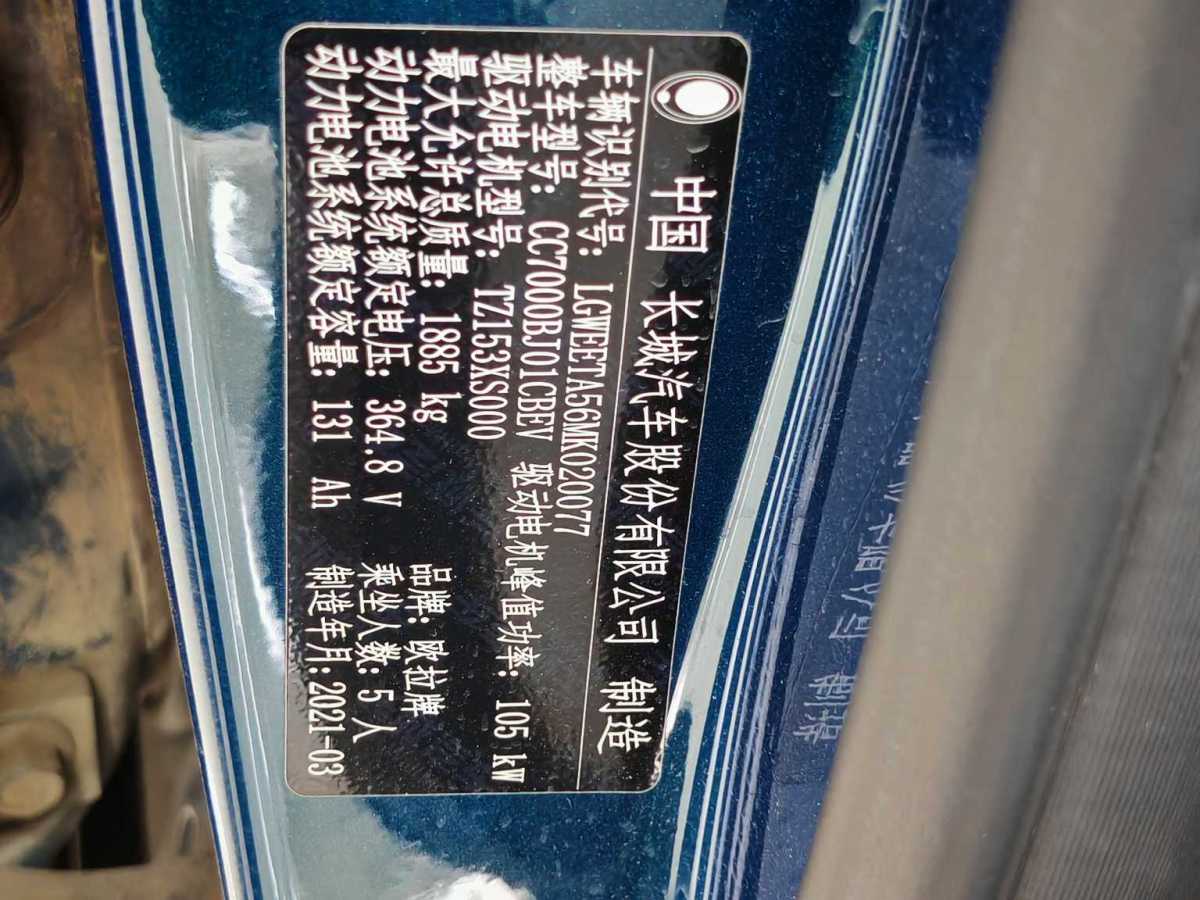 中国 长城汽车股份有限公司 制造
车辆识别代号: LGWEETA56MK020077
整车型号: CC7000BJ01CBEV 驱动电机峰值功率: 105 kW
驱动电机型号: TZ153XS000
最大允许总质量: 1885 kg 品牌: 欧拉牌
动力电池系统额定电压: 364.8 V 乘坐人数: 5 人
动力电池系统额定容量: 131 Ah 制造年月: 2021-03